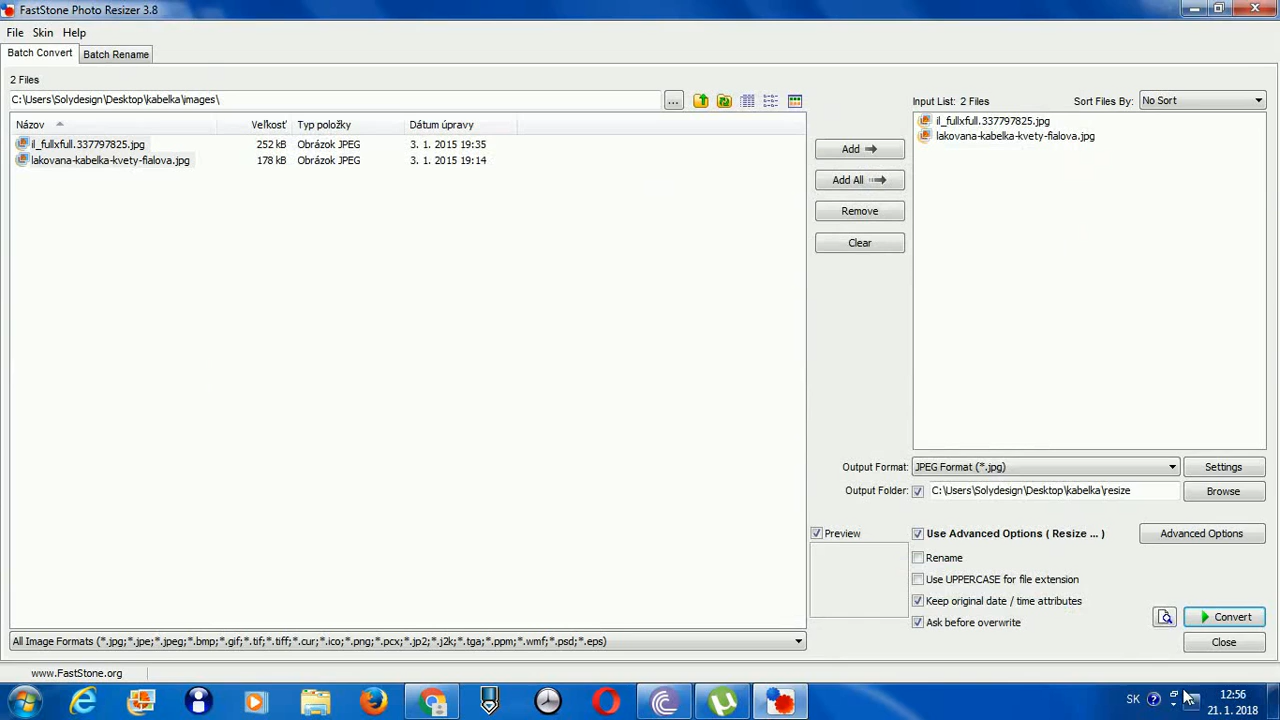 FastStone Photo Resizer 3.8
File Skin Help
Batch Convert Batch Rename
2 Files
C:\Users\Solydesign\Desktop\kabelka\images\ ...
Input List: 2 Files Sort Files By: No Sort
Názov Veľkosť Typ položky Dátum úpravy
il_fullxfull.337797825.jpg 252 kB Obrázok JPEG 3. 1. 2015 19:35
lakovana-kabelka-kvety-fialova.jpg 178 kB Obrázok JPEG 3. 1. 2015 19:14
Add
Add All
Remove
Clear
il_fullxfull.337797825.jpg
lakovana-kabelka-kvety-fialova.jpg
Output Format: JPEG Format (*.jpg) Settings
Output Folder: C:\Users\Solydesign\Desktop\kabelka\resize Browse
Preview Use Advanced Options ( Resize ... ) Advanced Options
Rename
Use UPPERCASE for file extension
Keep original date / time attributes
Ask before overwrite
Convert
Close
All Image Formats (*.jpg;*.jpe;*.jpeg;*.bmp;*.gif;*.tif;*.tiff;*.cur;*.ico;*.png;*.pcx;*.jp2;*.j2k;*.tga;*.ppm;*.wmf;*.psd;*.eps)
www.FastStone.org
SK 12:56
21. 1. 2018